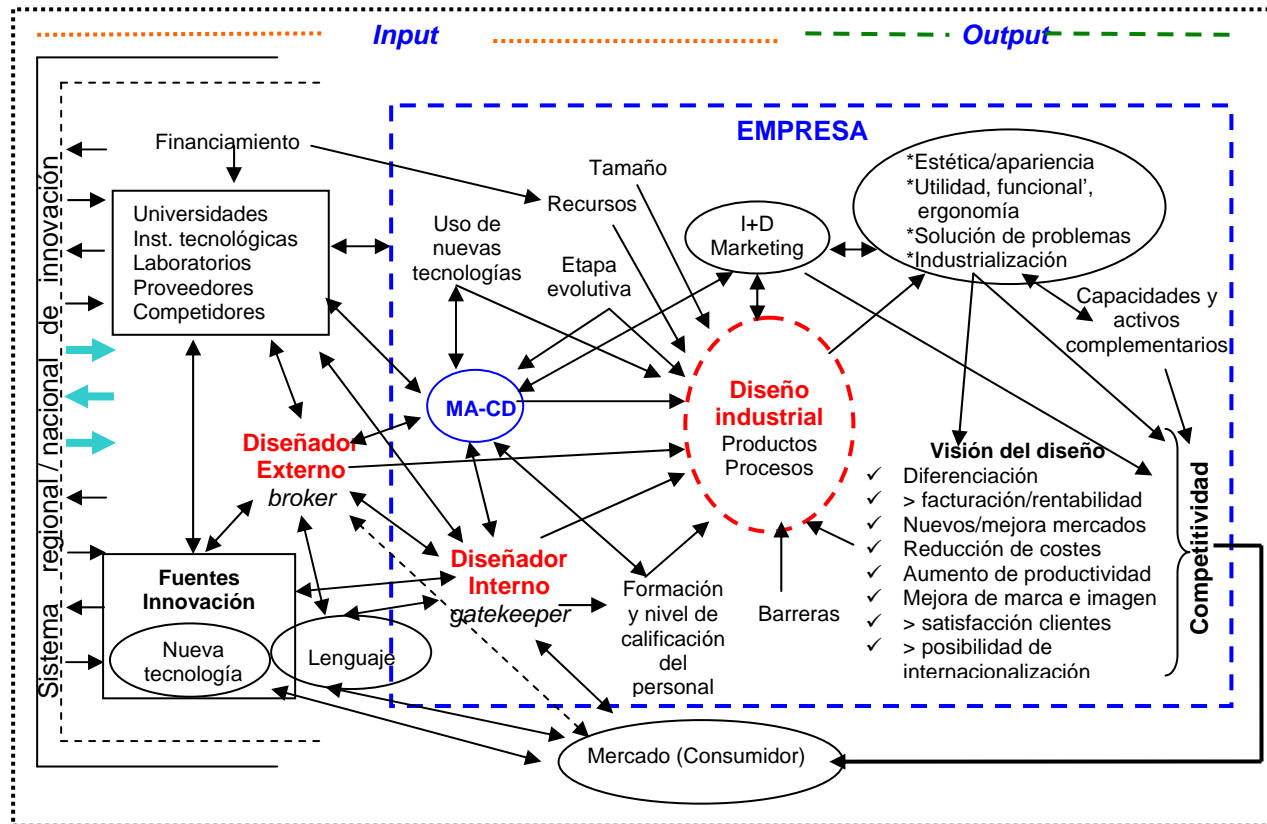 Input
Output
Sistema regional / nacional de innovación
Financiamiento
Universidades
Inst. tecnológicas
Laboratorios
Proveedores
Competidores
EMPRESA
Tamaño
Recursos
Uso de
nuevas
tecnologías
Etapa
evolutiva
I+D
Marketing
*Estética/apariencia
*Utilidad, funcional’,
ergonomía
*Solución de problemas
*Industrialización
Capacidades y
activos
complementarios
MA-CD
Diseño
industrial
Productos
Procesos
Diseñador
Externo
broker
Diseñador
Interno
gatekeeper
Fuentes
Innovación
Nueva
tecnología
Lenguaje
Formación
y nivel de
calificación
del
personal
Barreras
Visión del diseño
✓ Diferenciación
✓ > facturación/rentabilidad
✓ Nuevos/mejora mercados
✓ Reducción de costes
✓ Aumento de productividad
✓ Mejora de marca e imagen
✓ > satisfacción clientes
✓ > posibilidad de
internacionalización
Competitividad
Mercado (Consumidor)